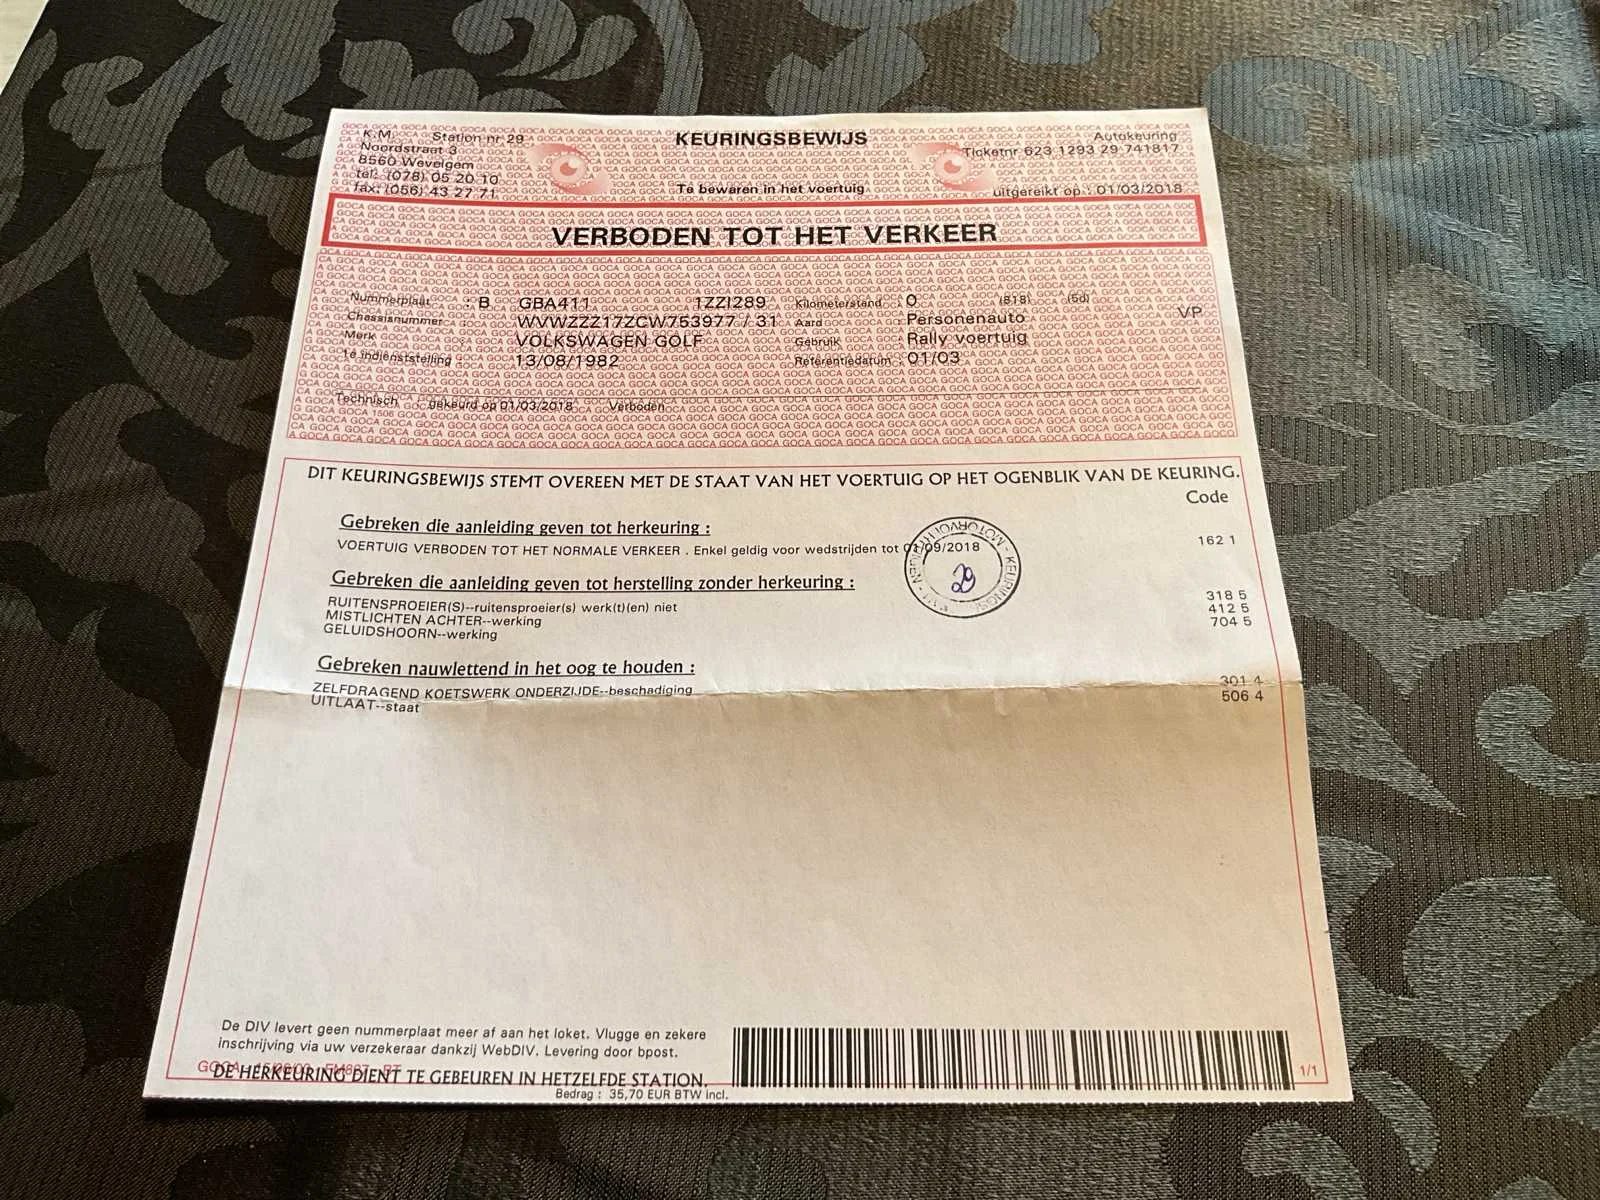 K.M. Station nr 29 KEURINGSBEWIJS Autokeuring
Noordstraat 3 Ticketnr 623 1293 29 741817
8560 Wevelgem
tel.: (078) 05 20 10
fax: (056) 43 27 71 Te bewaren in het voertuig uitgereikt op : 01/03/2018
VERBODEN TOT HET VERKEER
Nummerplaat : B GBA411 1ZZI289 Kilometerstand : 0 (818) (5d) VP
Chassisnummer : WVWZZZ17ZCW753977 / 31 Aard : Personenauto
Merk : VOLKSWAGEN GOLF Gebruik : Rally voertuig
1e indienststelling : 13/08/1982 Referentiedatum : 01/03
Technisch : gekeurd op 01/03/2018 Verboden
DIT KEURINGSBEWIJS STEMT OVEREEN MET DE STAAT VAN HET VOERTUIG OP HET OGENBLIK VAN DE KEURING.
Code
Gebreken die aanleiding geven tot herkeuring :
VOERTUIG VERBODEN TOT HET NORMALE VERKEER . Enkel geldig voor wedstrijden tot 01/09/2018 162 1
29
Gebreken die aanleiding geven tot herstelling zonder herkeuring :
RUITENSPROEIER(S)--ruitensproeier(s) werk(t)(en) niet 318 5
MISTLICHTEN ACHTER--werking 412 5
GELUIDSHOORN--werking 704 5
Gebreken nauwlettend in het oog te houden :
ZELFDRAGEND KOETSWERK ONDERZIJDE--beschadiging 301 4
UITLAAT--staat 506 4
De DIV levert geen nummerplaat meer af aan het loket. Vlugge en zekere
inschrijving via uw verzekeraar dankzij WebDIV. Levering door bpost.
DE HERKEURING DIENT TE GEBEUREN IN HETZELFDE STATION. 1/1
Bedrag : 35,70 EUR BTW incl.